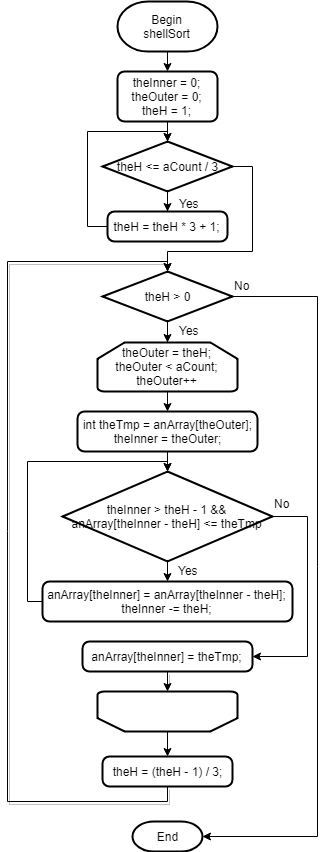 Begin
shellSort
theInner = 0;
theOuter = 0;
theH = 1;
theH <= aCount / 3
Yes
theH = theH * 3 + 1;
theH > 0
No
Yes
theOuter = theH;
theOuter < aCount;
theOuter++
int theTmp = anArray[theOuter];
theInner = theOuter;
theInner > theH - 1 &&
anArray[theInner - theH] <= theTmp
No
Yes
anArray[theInner] = anArray[theInner - theH];
theInner -= theH;
anArray[theInner] = theTmp;
theH = (theH - 1) / 3;
End